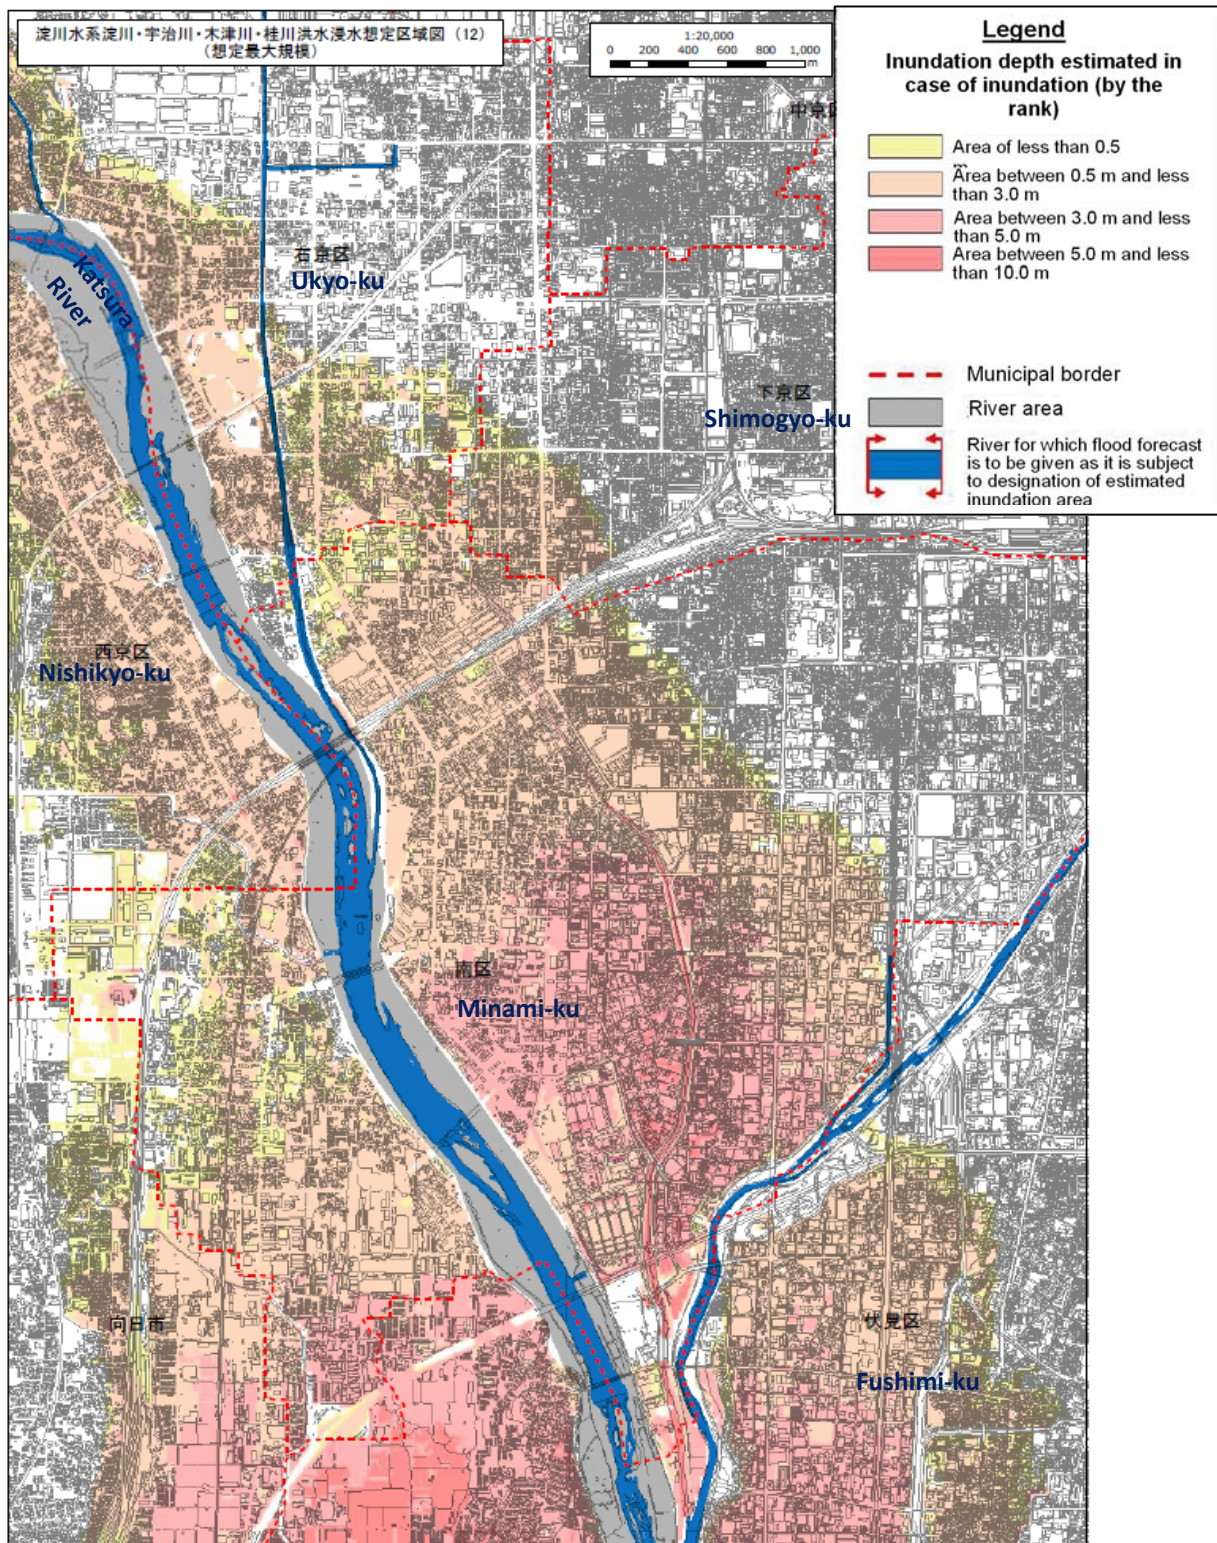 淀川水系淀川・宇治川・木津川・桂川洪水浸水想定区域図（12）
（想定最大規模）
1:20,000
0 200 400 600 800 1,000
m
Legend
Inundation depth estimated in
case of inundation (by the
rank)
Area of less than 0.5
m
Area between 0.5 m and less
than 3.0 m
Area between 3.0 m and less
than 5.0 m
Area between 5.0 m and less
than 10.0 m
Municipal border
River area
River for which flood forecast
is to be given as it is subject
to designation of estimated
inundation area
中京区
右京区
Ukyo-ku
Katsura
River
下京区
Shimogyo-ku
西京区
Nishikyo-ku
南区
Minami-ku
向日市
伏見区
Fushimi-ku